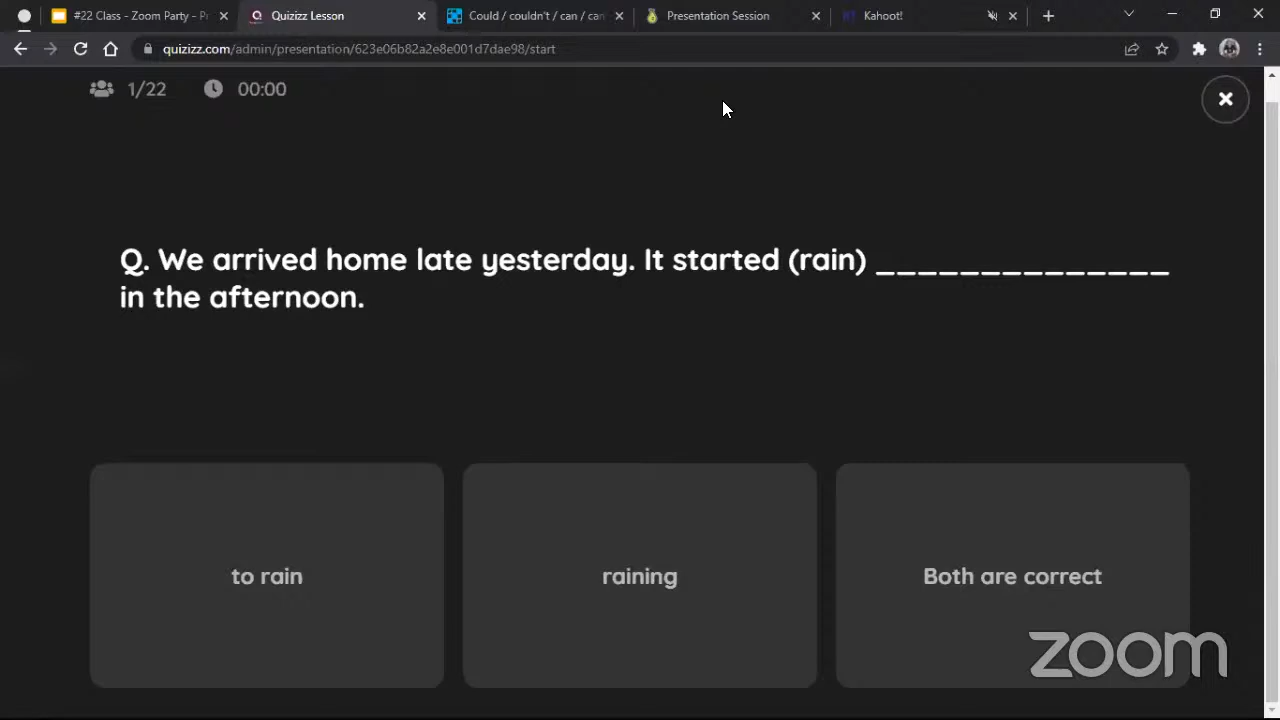 #22 Class - Zoom Party - Pr
Quizizz Lesson
Could / couldn't / can / can
Presentation Session
Kahoot!
quizizz.com/admin/presentation/623e06b82a2e8e001d7dae98/start
1/22
00:00
Q. We arrived home late yesterday. It started (rain) ______________
in the afternoon.
to rain
raining
Both are correct
zoom